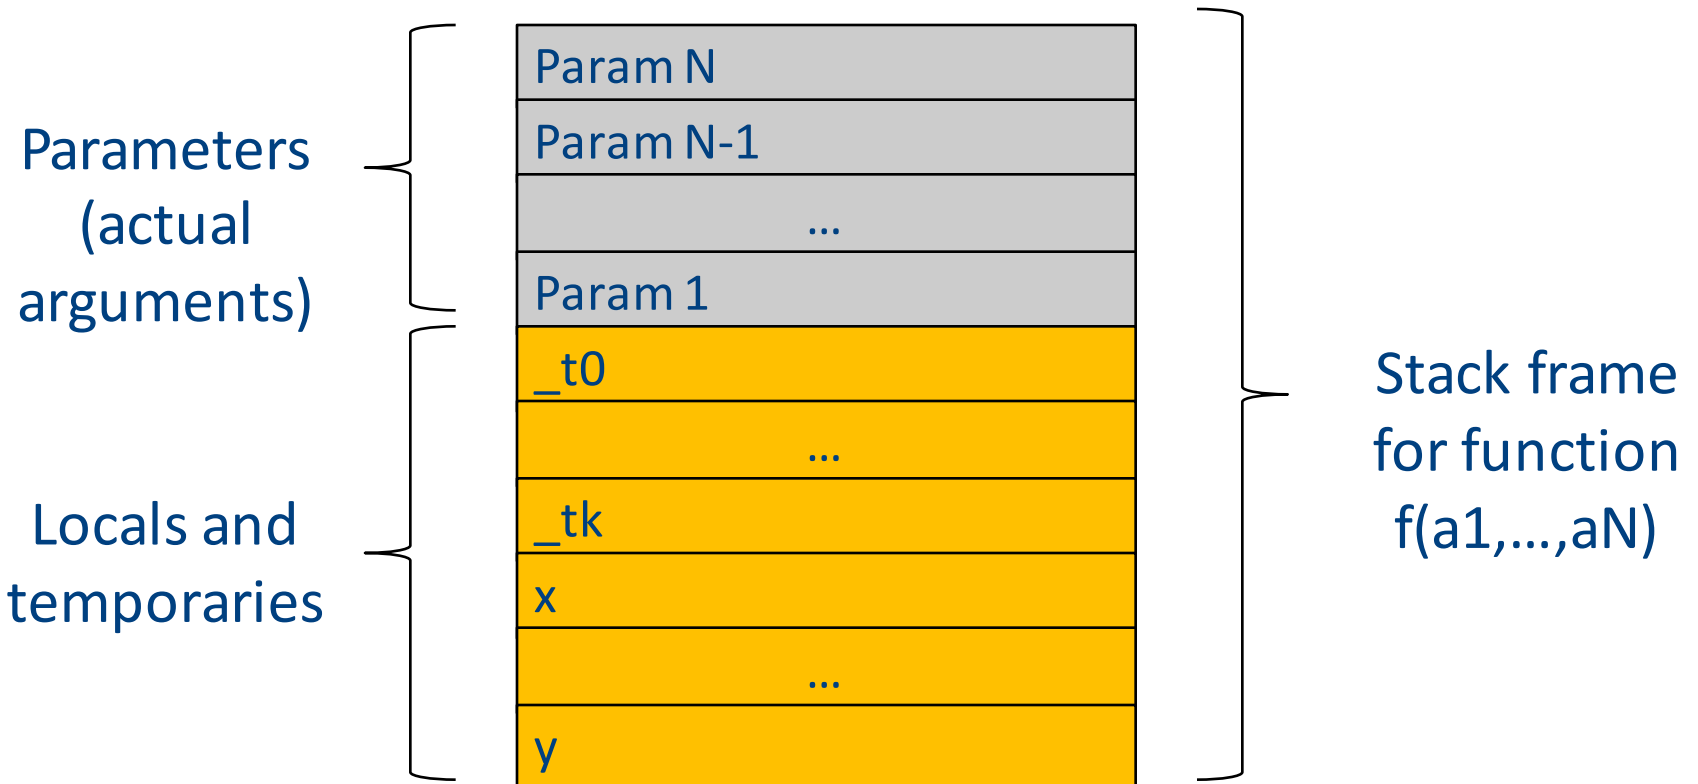 Parameters
(actual
arguments)
Locals and
temporaries
Param N
Param N-1
...
Param 1
_t0
...
_tk
x
...
y
Stack frame
for function
f(a1,...,aN)